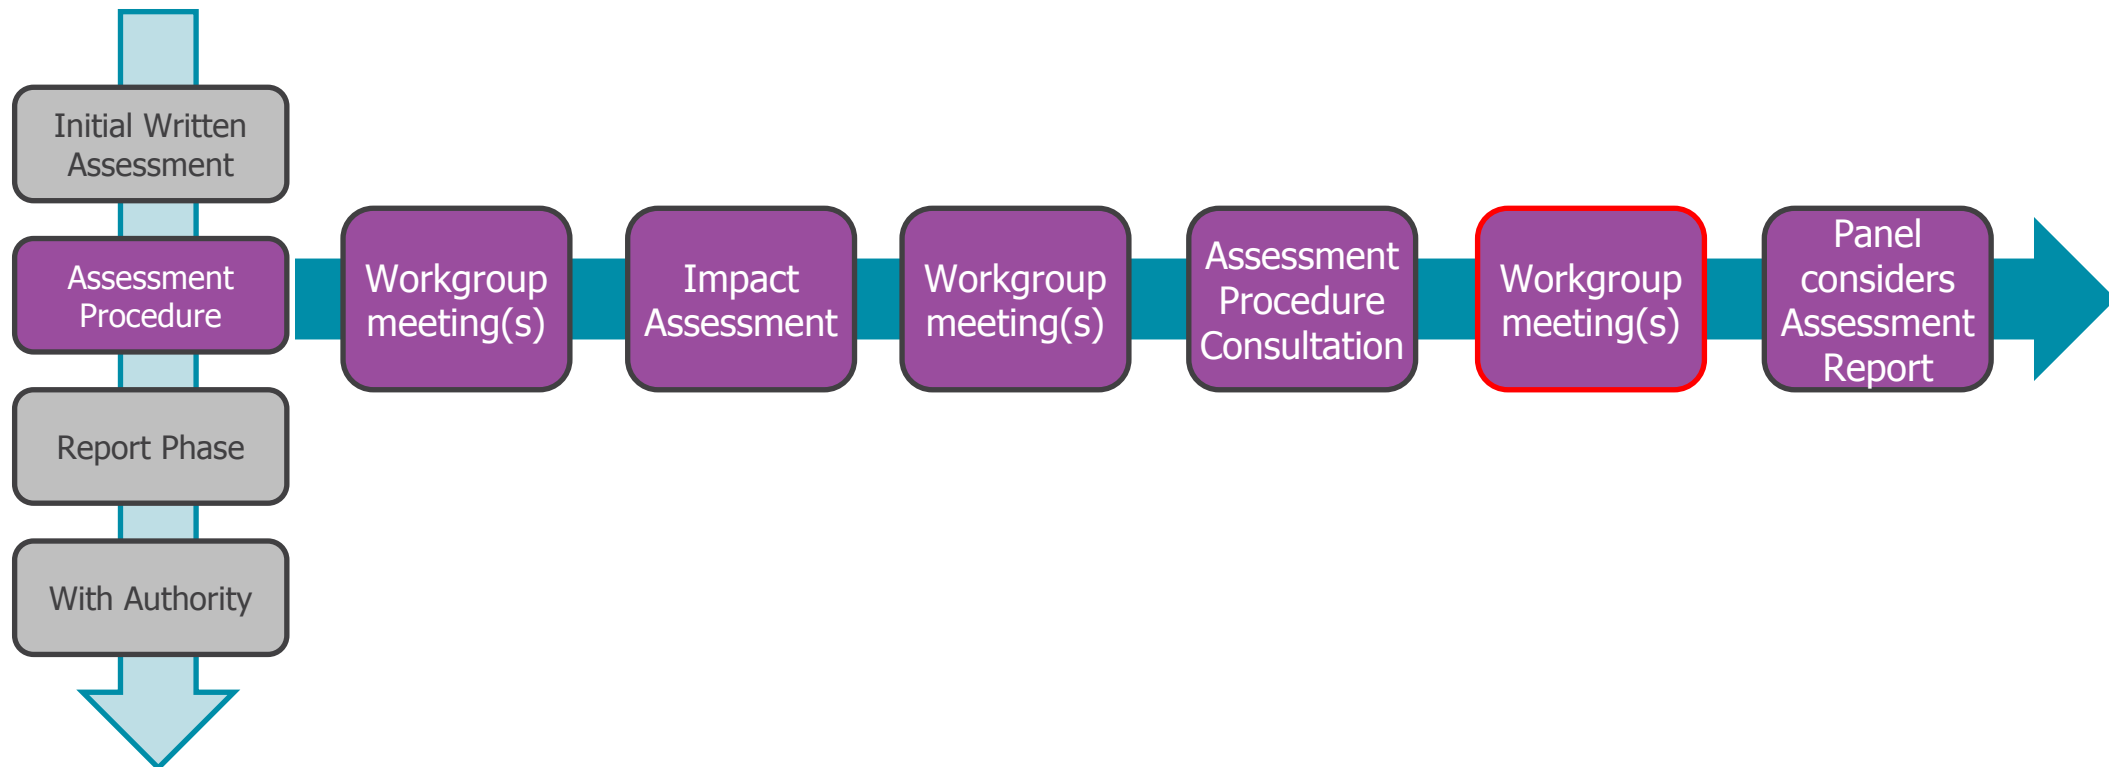 Initial Written
Assessment
Assessment
Procedure
Report Phase
With Authority
Workgroup
meeting(s)
Impact
Assessment
Workgroup
meeting(s)
Assessment
Procedure
Consultation
Workgroup
meeting(s)
Panel
considers
Assessment
Report